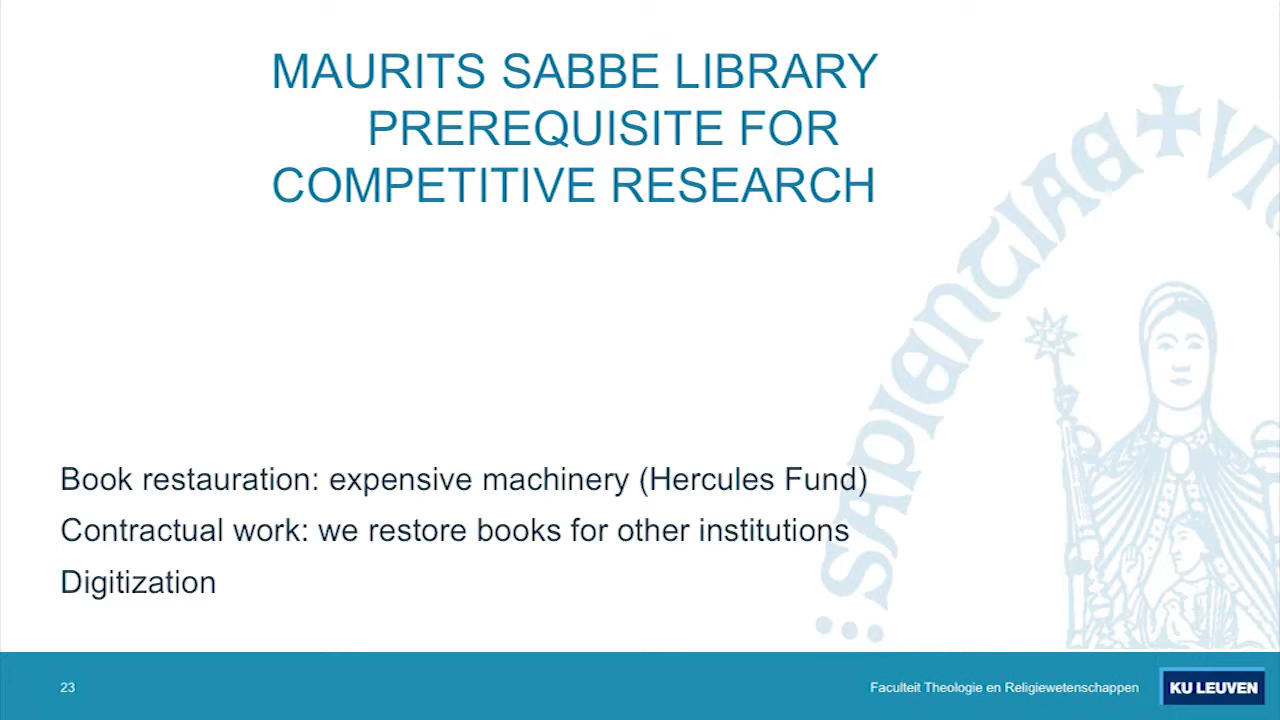 MAURITS SABBE LIBRARY
PREREQUISITE FOR
COMPETITIVE RESEARCH
SAPIENTIAE
Book restauration: expensive machinery (Hercules Fund)
Contractual work: we restore books for other institutions
Digitization
23
Faculteit Theologie en Religiewetenschappen
KU LEUVEN